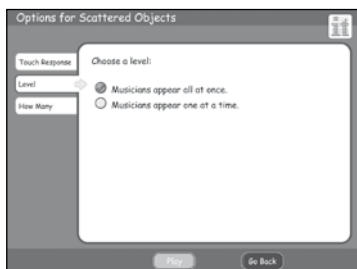 Options for Scattered Objects
it
Touch Response
Choose a level:
Level
Musicians appear all at once.
Musicians appear one at a time.
How Many
Play
Go Back